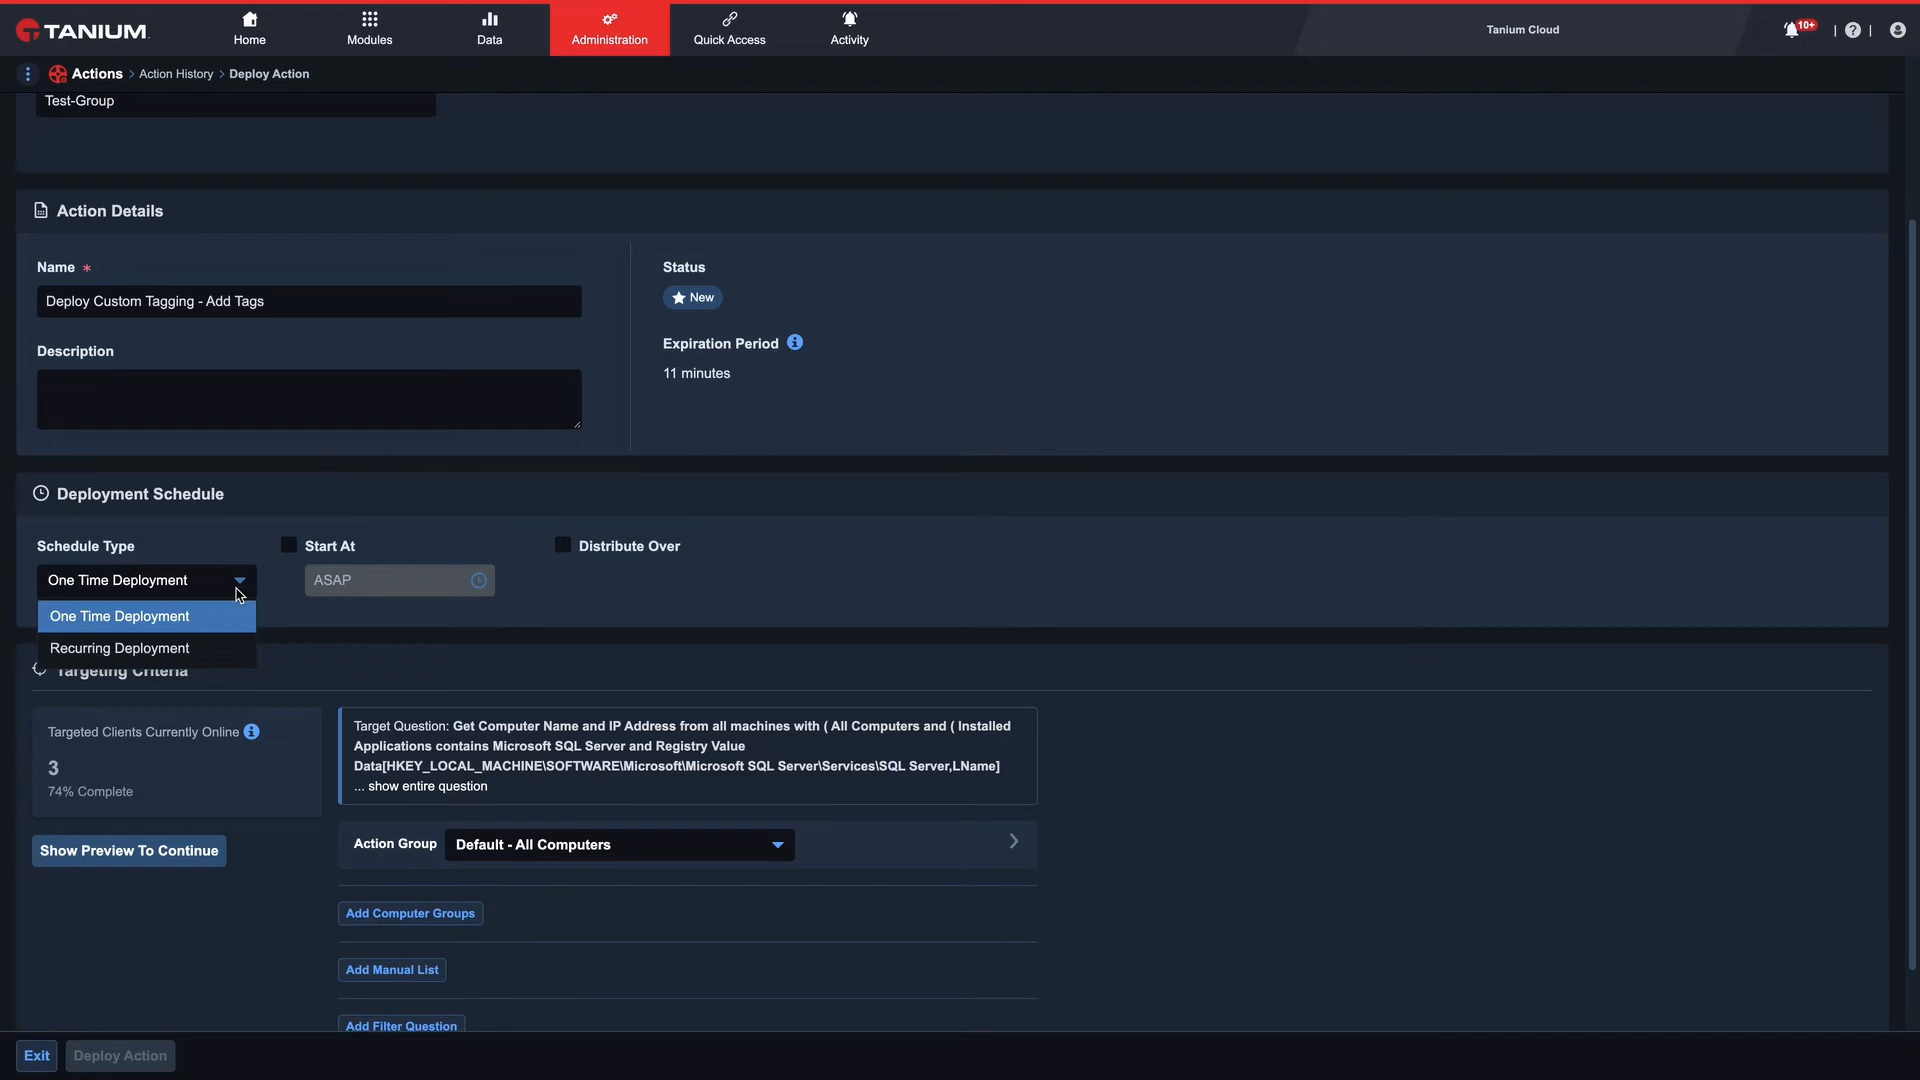 TANIUM
Home
Modules
Data
Administration
Quick Access
Activity
Tanium Cloud
10+
Actions > Action History > Deploy Action
Test-Group
Action Details
Name *
Deploy Custom Tagging - Add Tags
Description
Status
New
Expiration Period
11 minutes
Deployment Schedule
Schedule Type
Start At
Distribute Over
One Time Deployment
ASAP
One Time Deployment
Recurring Deployment
Targeting Criteria
Targeted Clients Currently Online
3
74% Complete
Show Preview To Continue
Target Question: Get Computer Name and IP Address from all machines with ( All Computers and ( Installed
Applications contains Microsoft SQL Server and Registry Value
Data[HKEY_LOCAL_MACHINE\SOFTWARE\Microsoft\Microsoft SQL Server\Services\SQL Server,LName]
... show entire question
Action Group
Default - All Computers
Add Computer Groups
Add Manual List
Add Filter Question
Exit
Deploy Action